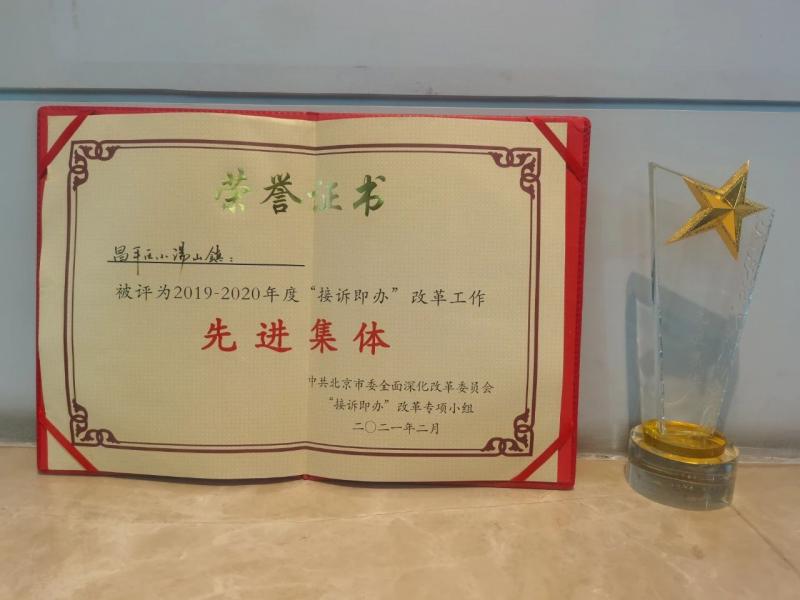 荣誉证书
昌平区小汤山镇：
被评为2019-2020年度“接诉即办”改革工作
先进集体
中共北京市委全面深化改革委员会
“接诉即办”改革专项小组
二〇二一年二月